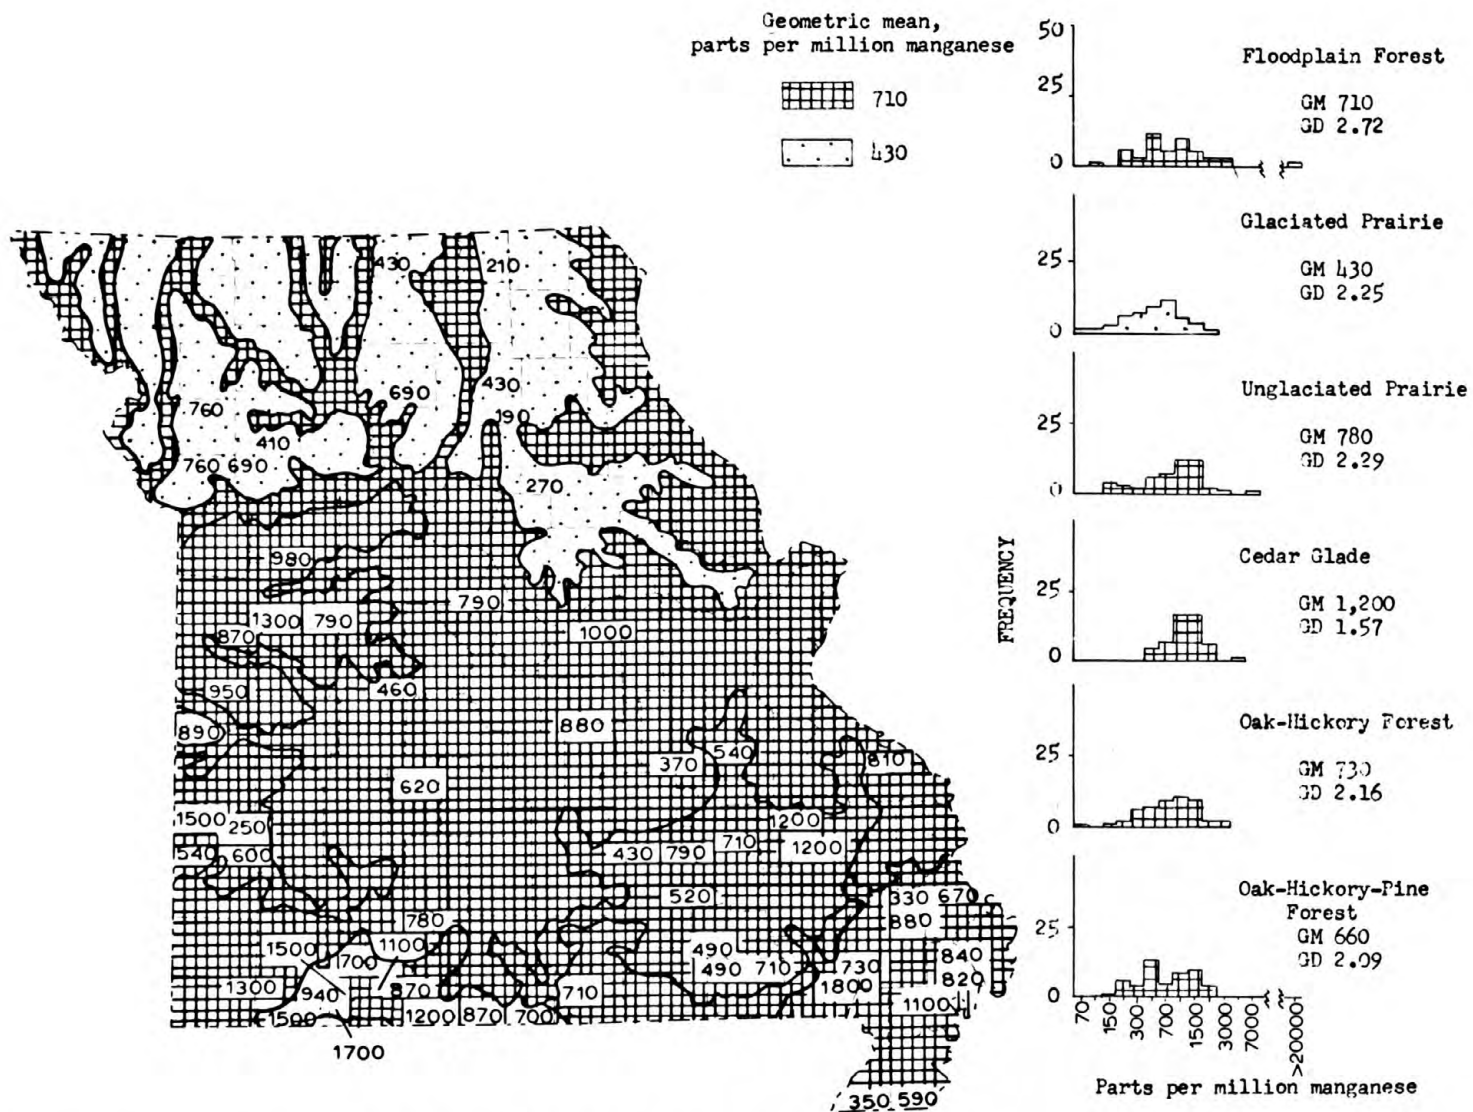 Geometric mean,
parts per million manganese
710
430
50
25
0
Floodplain Forest
GM 710
GD 2.72
25
0
Glaciated Prairie
GM 430
GD 2.25
25
0
Unglaciated Prairie
GM 780
GD 2.29
25
0
Cedar Glade
GM 1,200
GD 1.57
25
0
Oak-Hickory Forest
GM 730
GD 2.16
25
0
Oak-Hickory-Pine
Forest
GM 660
GD 2.09
FREQUENCY
70 150 300 700 1500 3000 7000 >20000
Parts per million manganese
430 210
690 430
760 190
410
760 690
270
980
790
1300 790
870 1000
950 460
890 880
540
370 810
620
1500 250 1200
710
540 600 430 790 1200
520 330 670
780 880
1500 1100 490
1700 490 710 730 840
820
1300 940 870 710 1800
1500 1200 870 700 1100
1700
350 590